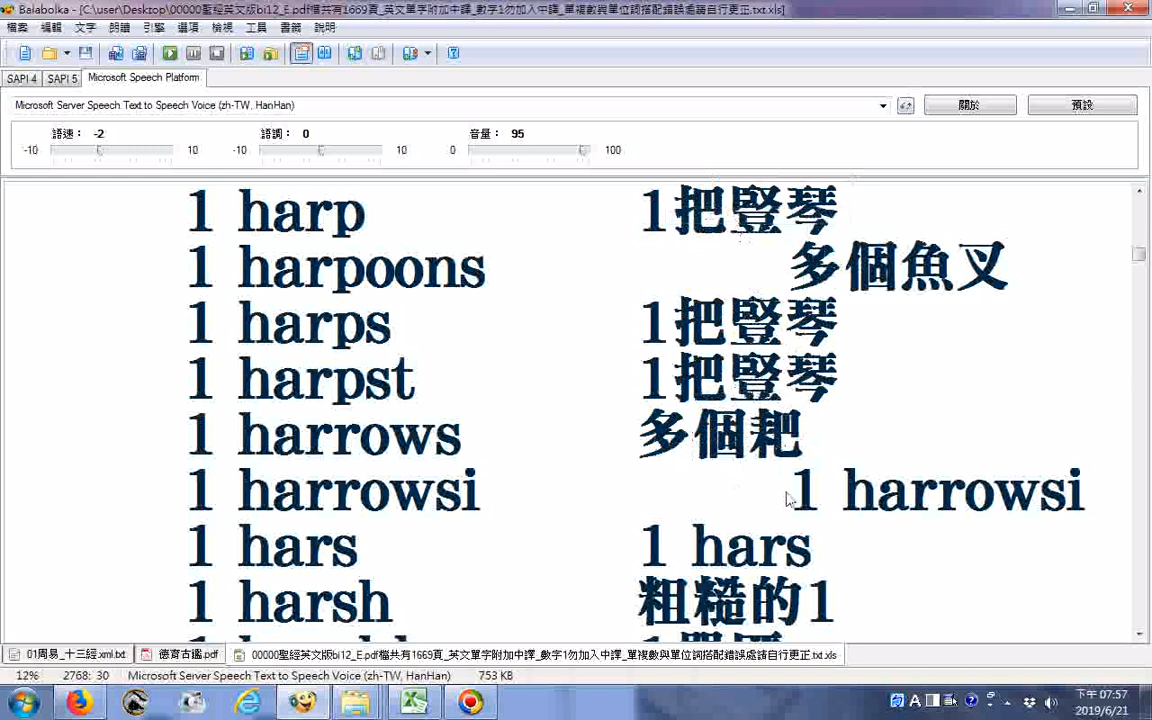 Balabolka - [C:\user\Desktop\00000聖經英文版bi12_E.pdf檔共有1669頁_英文單字附加中譯_數字1勿加入中譯_單複數與單位詞搭配錯誤處請自行更正.txt.xls]
檔案 編輯 文字 朗讀 引擎 選項 檢視 工具 書籤 說明
SAPI 4 SAPI 5 Microsoft Speech Platform
Microsoft Server Speech Text to Speech Voice (zh-TW, HanHan) 關於 預設
語速： -2 語調： 0 音量： 95
-10 10 -10 10 0 100
1 harp 1把豎琴
1 harpoons 多個魚叉
1 harps 1把豎琴
1 harpst 1把豎琴
1 harrows 多個耙
1 harrowsi 1 harrowsi
1 hars 1 hars
1 harsh 粗糙的1
01周易_十三經.xml.txt 德育古鑑.pdf 00000聖經英文版bi12_E.pdf檔共有1669頁_英文單字附加中譯_數字1勿加入中譯_單複數與單位詞搭配錯誤處請自行更正.txt.xls
12% 2768: 30 Microsoft Server Speech Text to Speech Voice (zh-TW, HanHan) 753 KB
下午 07:57
2019/6/21